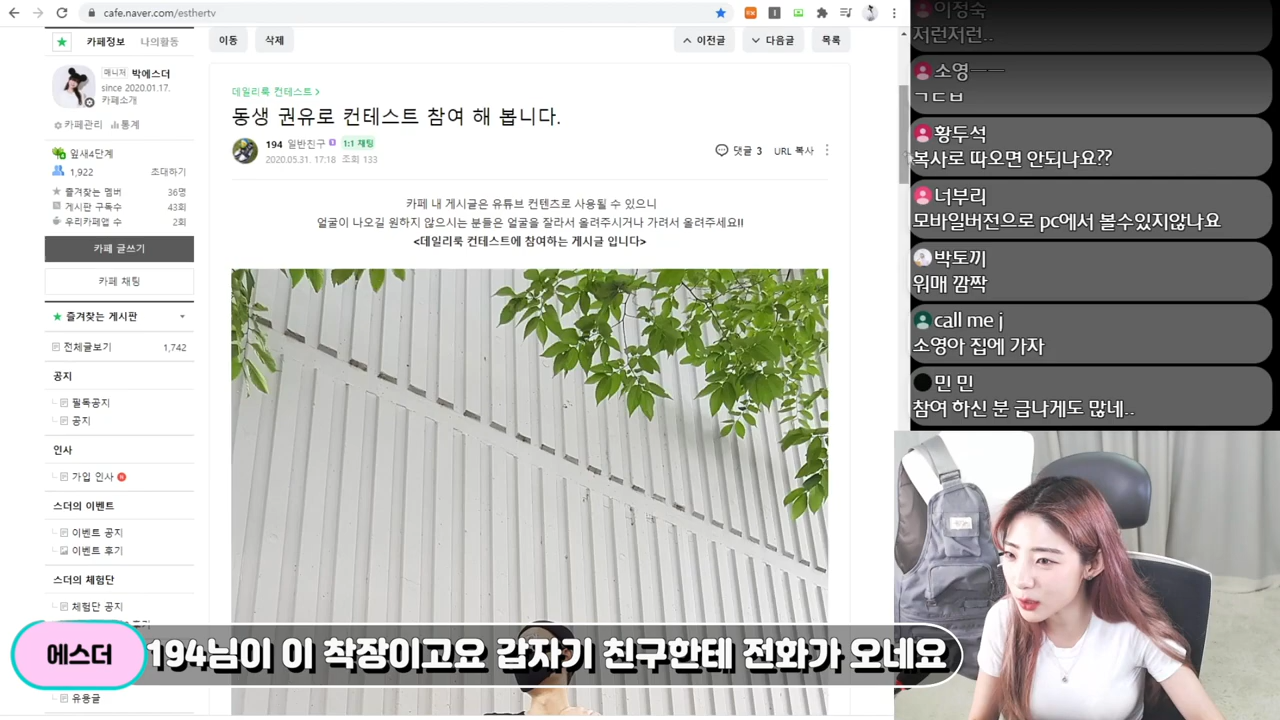 cafe.naver.com/esthertv
카페정보 나의활동
매니저 박에스더
since 2020.01.17.
카페소개
카페관리 통계
잎새4단계
1,922 초대하기
즐겨찾는 멤버 36명
게시판 구독수 43회
우리카페앱 수 2회
카페 글쓰기
카페 채팅
즐겨찾는 게시판
전체글보기 1,742
공지
필독공지
공지
인사
가입 인사
스더의 이벤트
이벤트 공지
이벤트 후기
스더의 체험단
체험단 공지
유용글
이동 삭제
이전글 다음글 목록
데일리룩 컨테스트 >
동생 권유로 컨테스트 참여 해 봅니다.
194 일반친구 1:1 채팅
2020.05.31. 17:18 조회 133
댓글 3 URL 복사
카페 내 게시글은 유튜브 컨텐츠로 사용될 수 있으니
얼굴이 나오길 원하지 않으시는 분들은 얼굴을 잘라서 올려주시거나 가려서 올려주세요!!
<데일리룩 컨테스트에 참여하는 게시글 입니다>
이정숙
저런저런..
소영ㅡㅡ
ㄱㄷㅂ
황두석
복사로 따오면 안되나요??
너부리
모바일버전으로 pc에서 볼수있지않나요
박토끼
위매 깜짝
call me j
소영아 집에 가자
민 민
참여 하신 분 급나게도 많네..
에스더
194님이 이 착장이고요 갑자기 친구한테 전화가 오네요